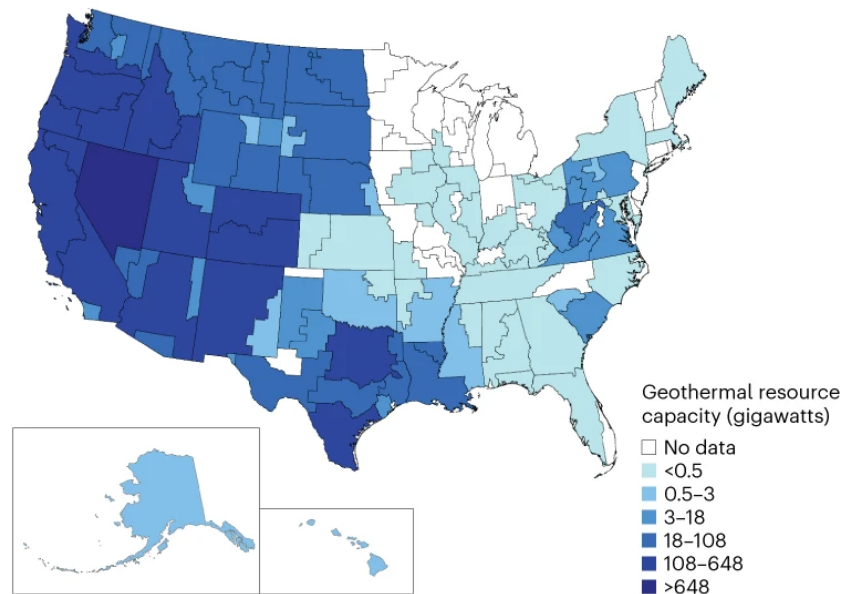 Geothermal resource
capacity (gigawatts)
No data
<0.5
0.5–3
3–18
18–108
108–648
>648